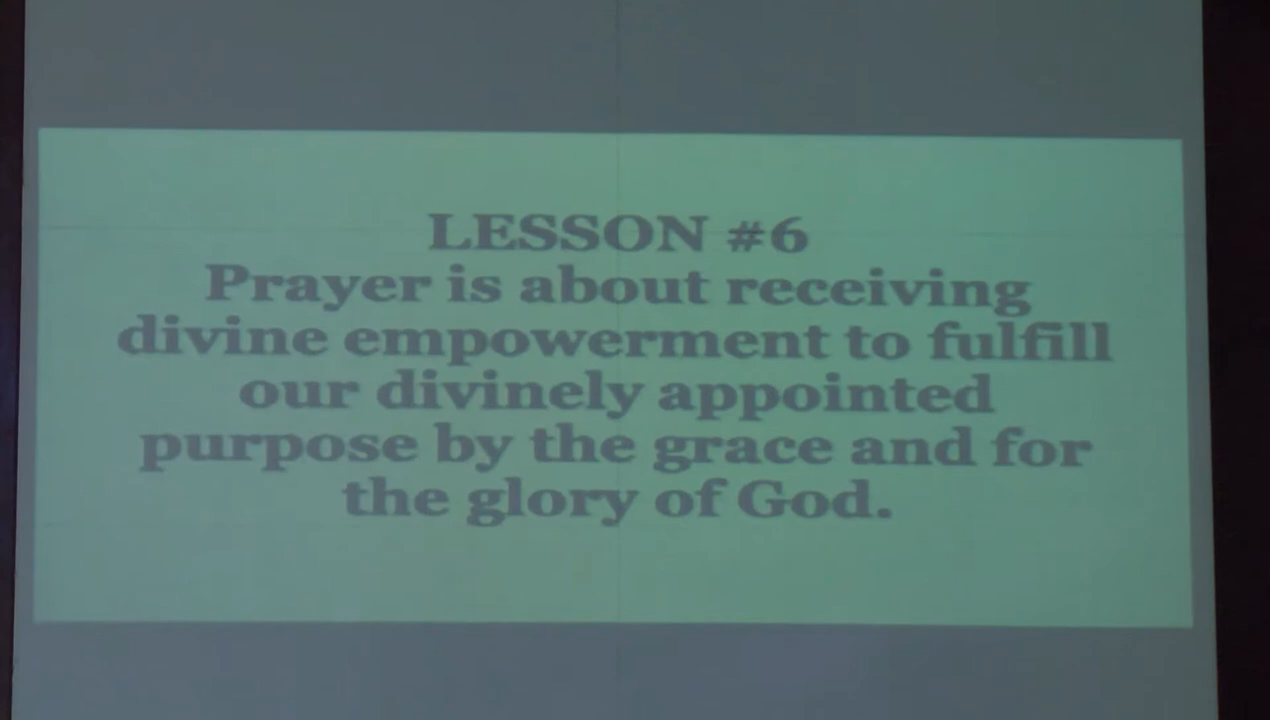 LESSON #6
Prayer is about receiving
divine empowerment to fulfill
our divinely appointed
purpose by the grace and for
the glory of God.